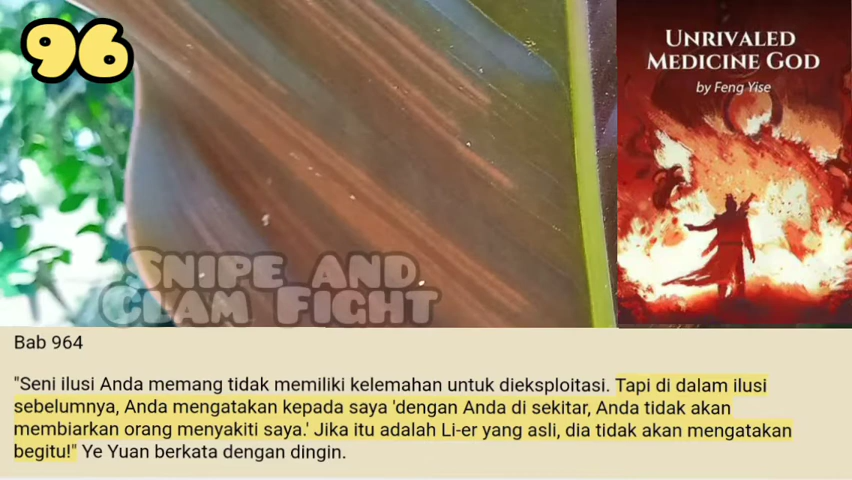 96
UNRIVALED
MEDICINE GOD
by Feng Yise
SNIPE AND
CLAM FIGHT
Bab 964
"Seni ilusi Anda memang tidak memiliki kelemahan untuk dieksploitasi. Tapi di dalam ilusi
sebelumnya, Anda mengatakan kepada saya 'dengan Anda di sekitar, Anda tidak akan
membiarkan orang menyakiti saya.' Jika itu adalah Li-er yang asli, dia tidak akan mengatakan
begitu!" Ye Yuan berkata dengan dingin.